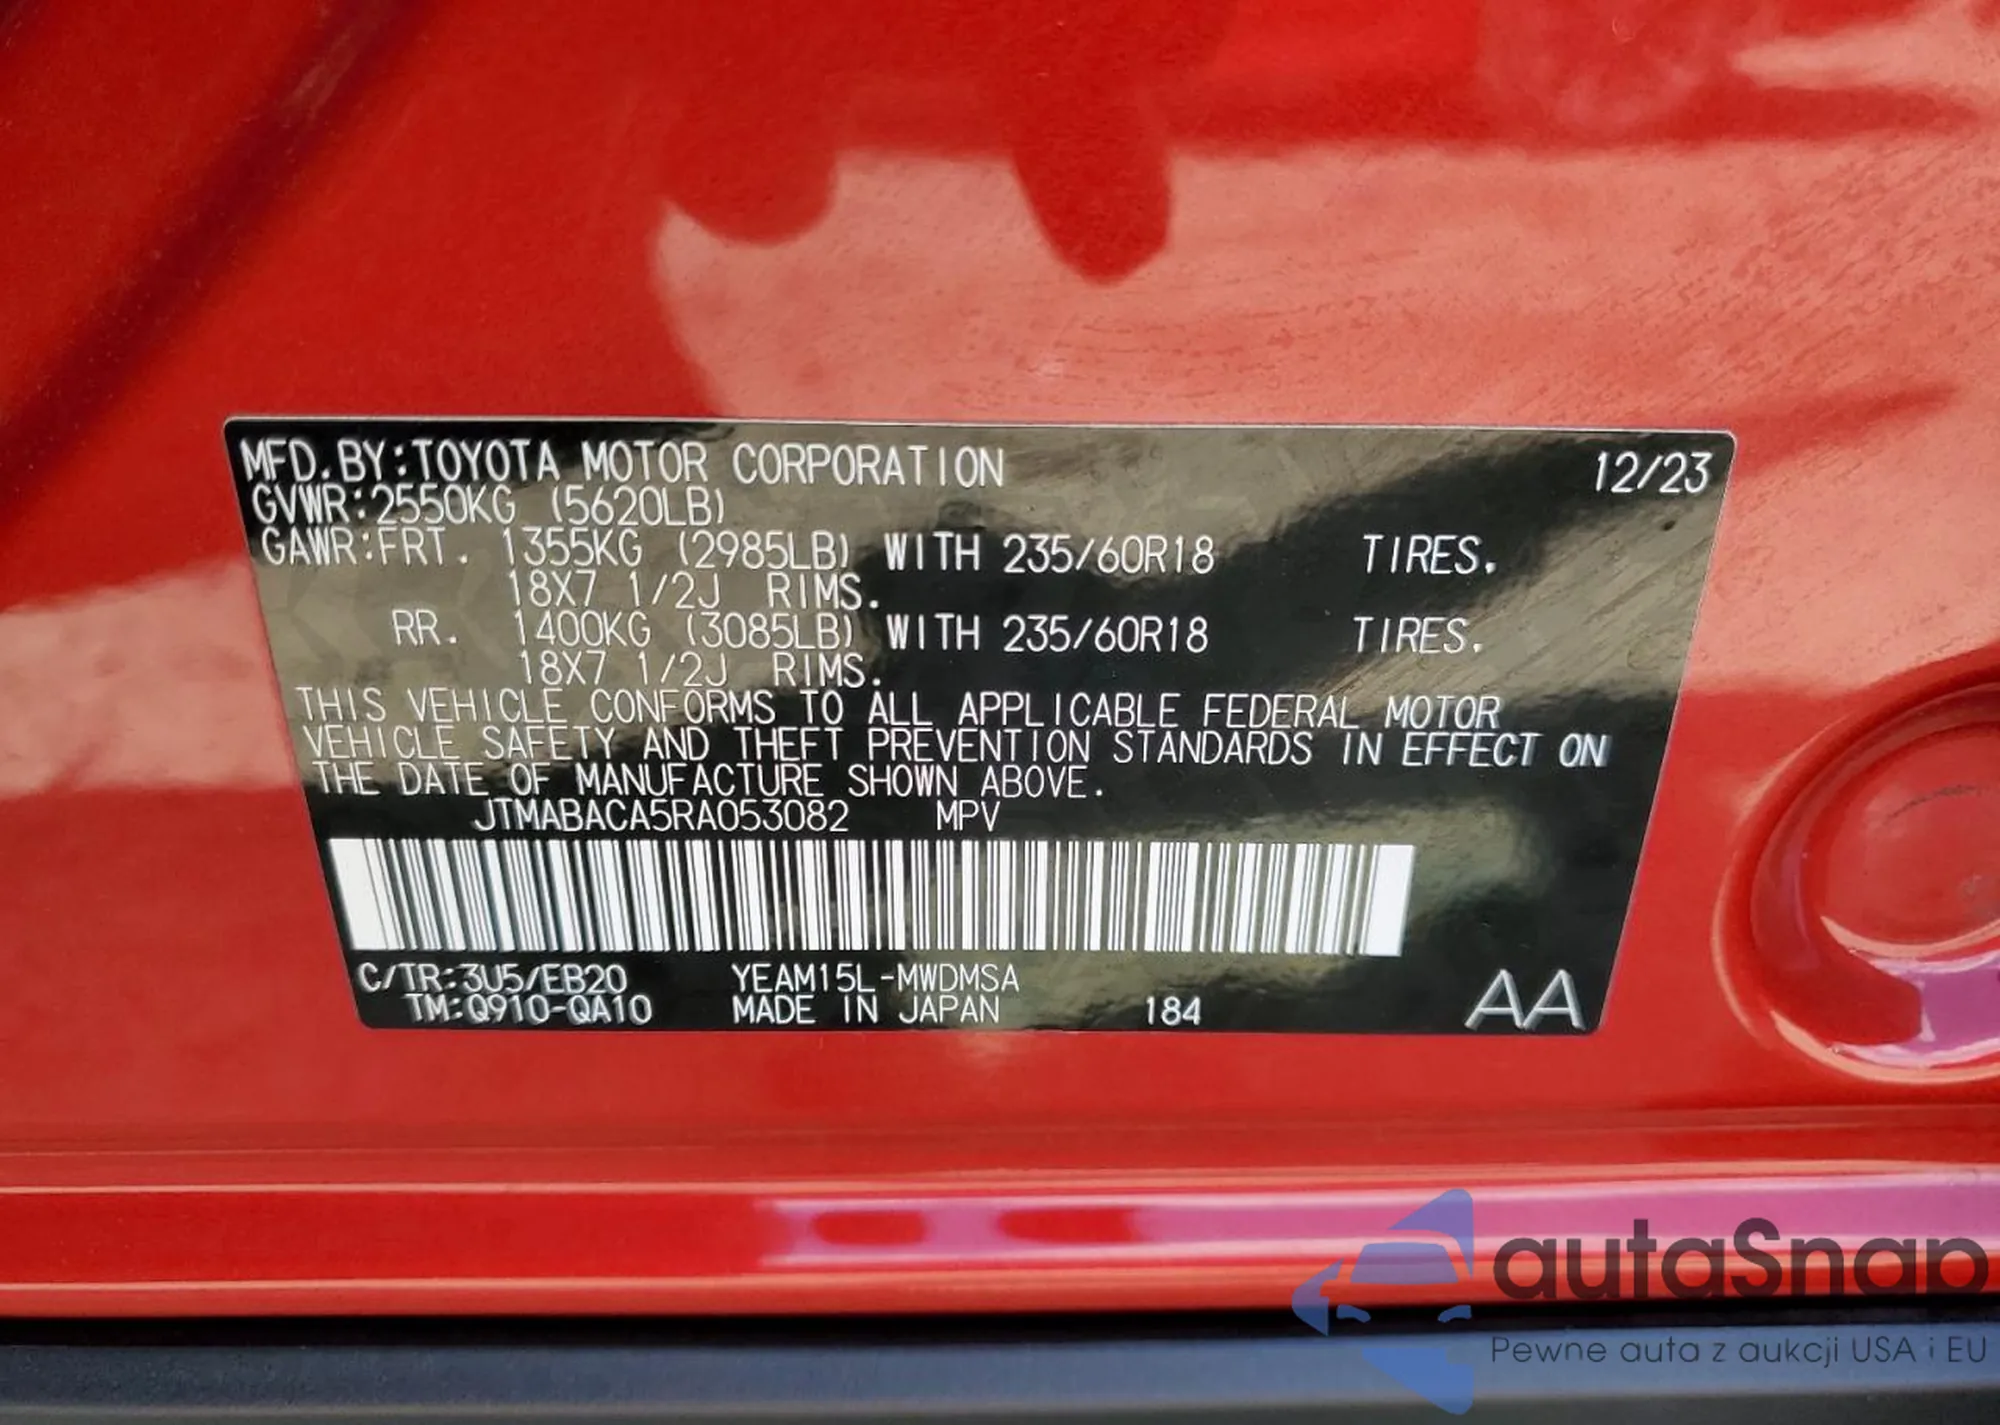 MFD.BY:TOYOTA MOTOR CORPORATION 12/23
GVWR:2550KG (5620LB)
GAWR:FRT. 1355KG (2985LB) WITH 235/60R18 TIRES.
18X7 1/2J RIMS.
RR. 1400KG (3085LB) WITH 235/60R18 TIRES.
18X7 1/2J RIMS.
THIS VEHICLE CONFORMS TO ALL APPLICABLE FEDERAL MOTOR
VEHICLE SAFETY AND THEFT PREVENTION STANDARDS IN EFFECT ON
THE DATE OF MANUFACTURE SHOWN ABOVE.
JTMABACA5RA053082 MPV
C/TR:3U5/EB20 YEAM15L-MWDMSA
TM:Q910-QA10 MADE IN JAPAN 184 AA
autaSnap
Pewne auta z aukcji USA i EU